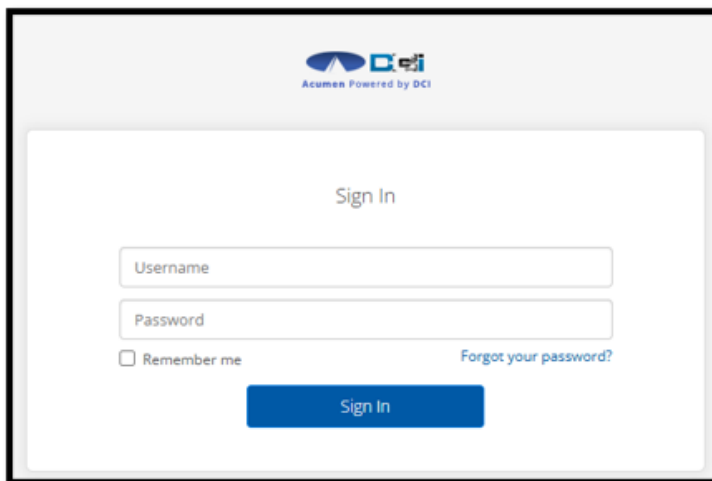 DCI
Acumen Powered by DCI
Sign In
Username
Password
Remember me
Forgot your password?
Sign In